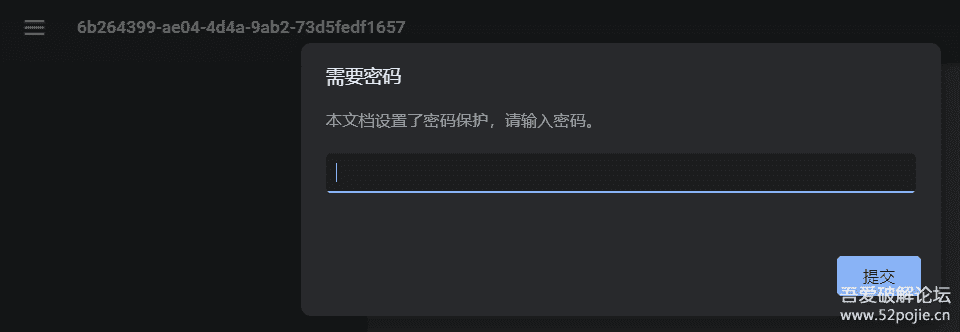 6b264399-ae04-4d4a-9ab2-73d5fedf1657
需要密码
本文档设置了密码保护，请输入密码。
提交
吾爱破解论坛
www.52pojie.cn